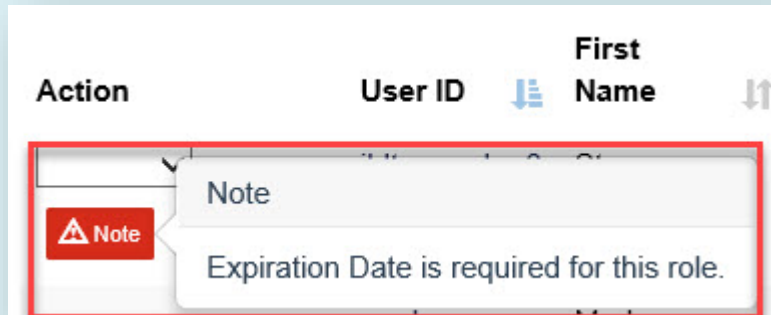 First
Action User ID Name
Note
Note
Expiration Date is required for this role.